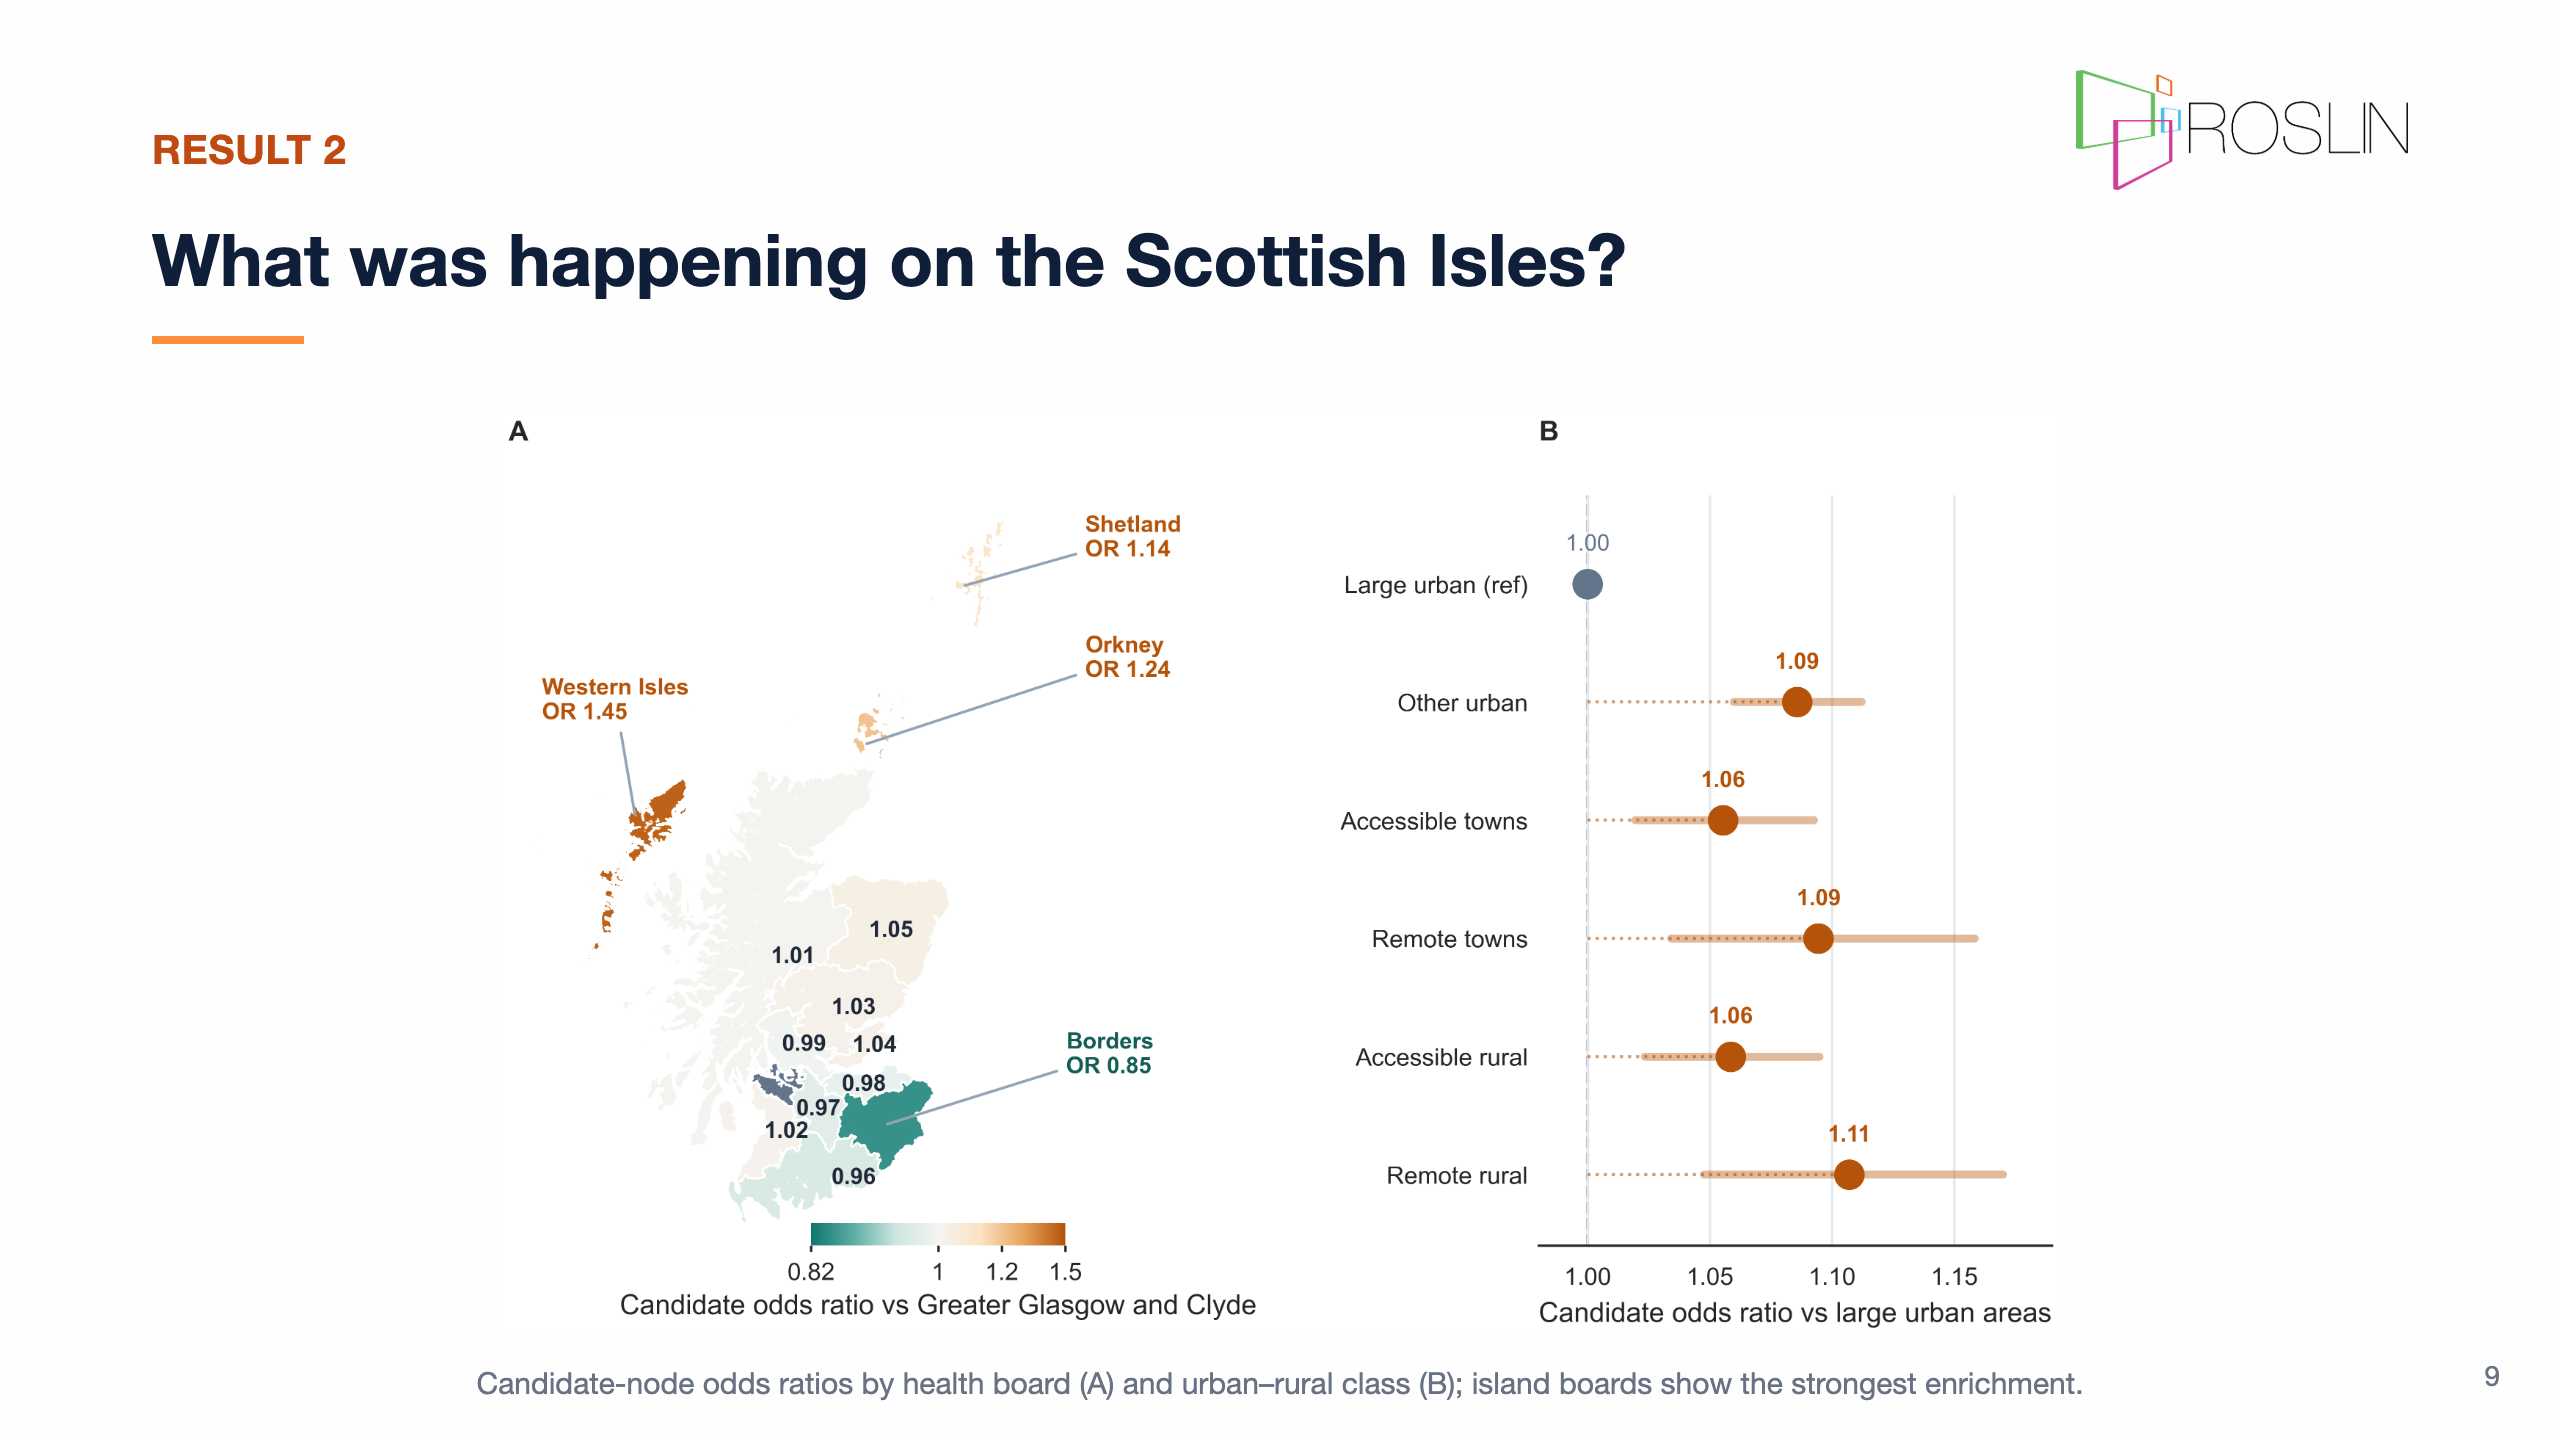 RESULT 2
ROSLIN
What was happening on the Scottish Isles?
A
Shetland
OR 1.14
Orkney
OR 1.24
Western Isles
OR 1.45
1.05
1.01
1.03
0.99
1.04
Borders
OR 0.85
0.98
0.97
1.02
0.96
0.82
1
1.2
1.5
Candidate odds ratio vs Greater Glasgow and Clyde
B
1.00
Large urban (ref)
1.09
Other urban
1.06
Accessible towns
1.09
Remote towns
1.06
Accessible rural
1.11
Remote rural
1.00
1.05
1.10
1.15
Candidate odds ratio vs large urban areas
Candidate-node odds ratios by health board (A) and urban–rural class (B); island boards show the strongest enrichment.
9